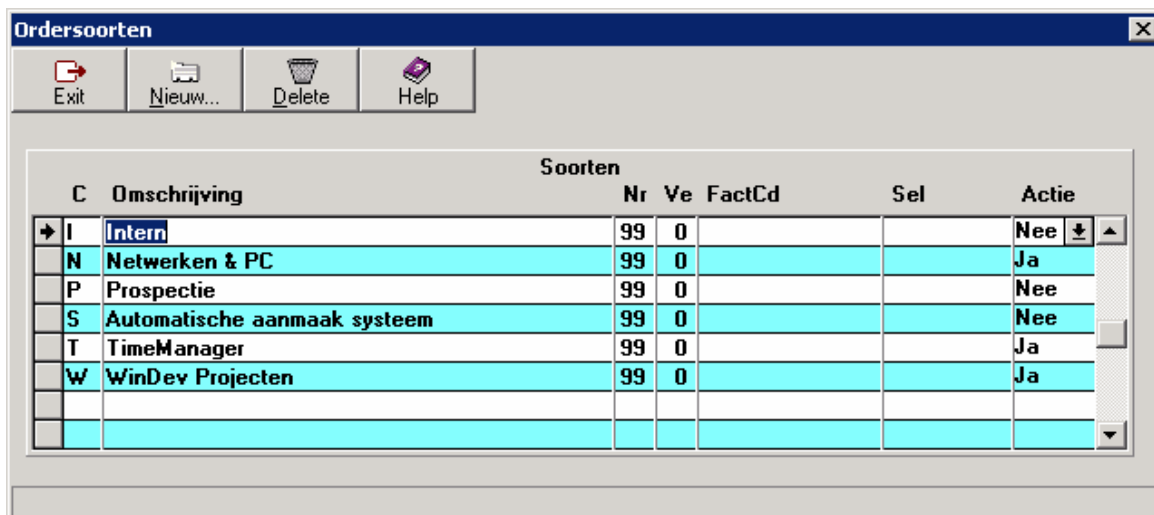 Ordersoorten
Exit Nieuw... Delete Help
Soorten
C Omschrijving Nr Ve FactCd Sel Actie
I Intern 99 0 Nee
N Netwerken & PC 99 0 Ja
P Prospectie 99 0 Nee
S Automatische aanmaak systeem 99 0 Nee
T TimeManager 99 0 Ja
W WinDev Projecten 99 0 Ja